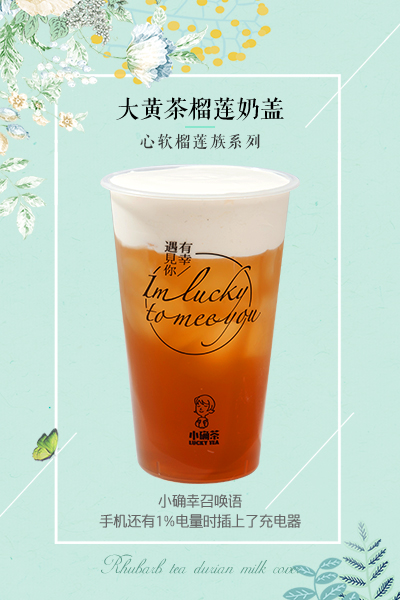 大黄茶榴莲奶盖
心软榴莲族系列
有幸
遇見你
I'm lucky
to meet you
小确茶
LUCKY TEA
小确幸召唤语
手机还有1%电量时插上了充电器
Rhubarb tea durian milk cover